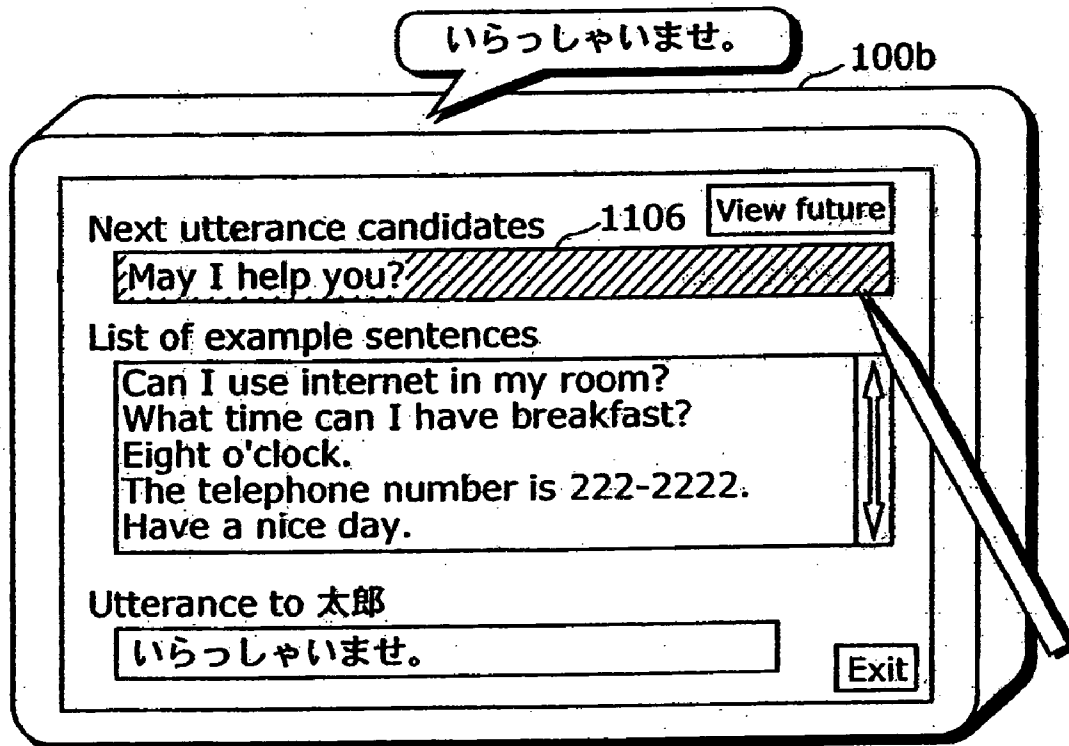 いらっしゃいませ。
100b
Next utterance candidates
1106
View future
May I help you?
List of example sentences
Can I use internet in my room?
What time can I have breakfast?
Eight o'clock.
The telephone number is 222-2222.
Have a nice day.
Utterance to 太郎
いらっしゃいませ。
Exit